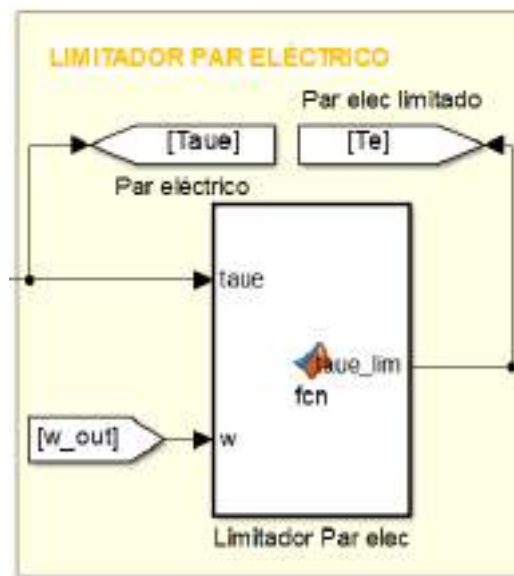 LIMITADOR PAR ELÉCTRICO
Par elec limitado
[Taue]
[Te]
Par eléctrico
taue
taue_lim
fcn
[w_out]
w
Limitador Par elec